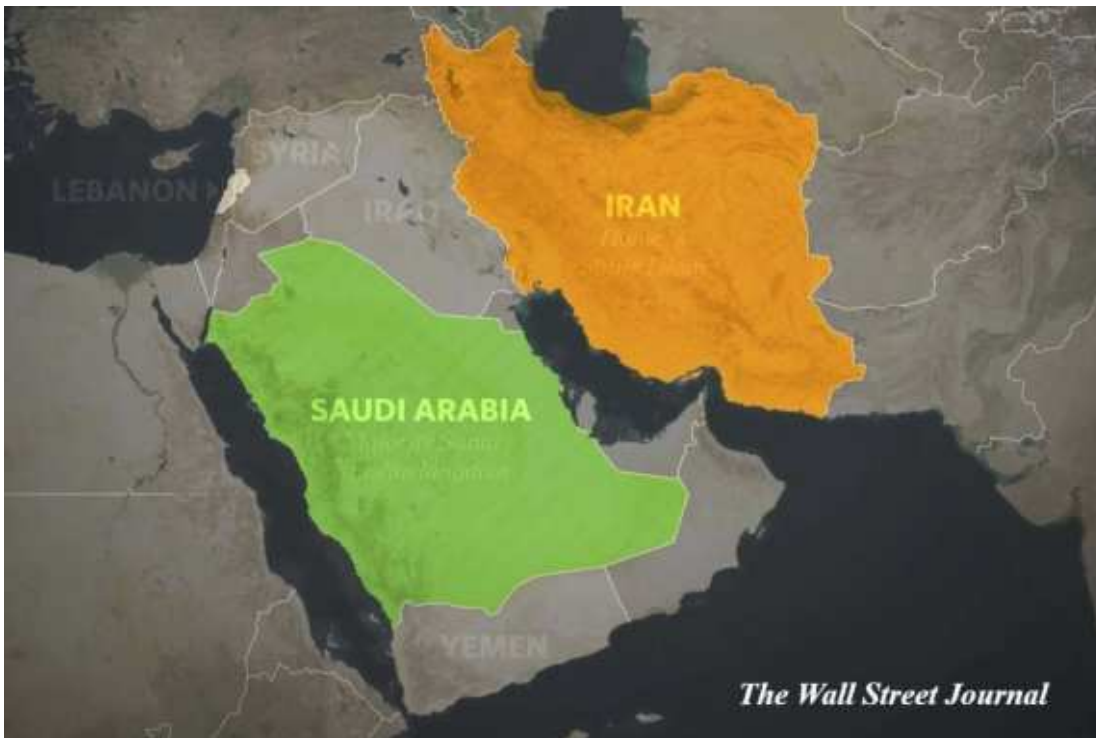 SYRIA
LEBANON
IRAQ
IRAN
SAUDI ARABIA
YEMEN
The Wall Street Journal